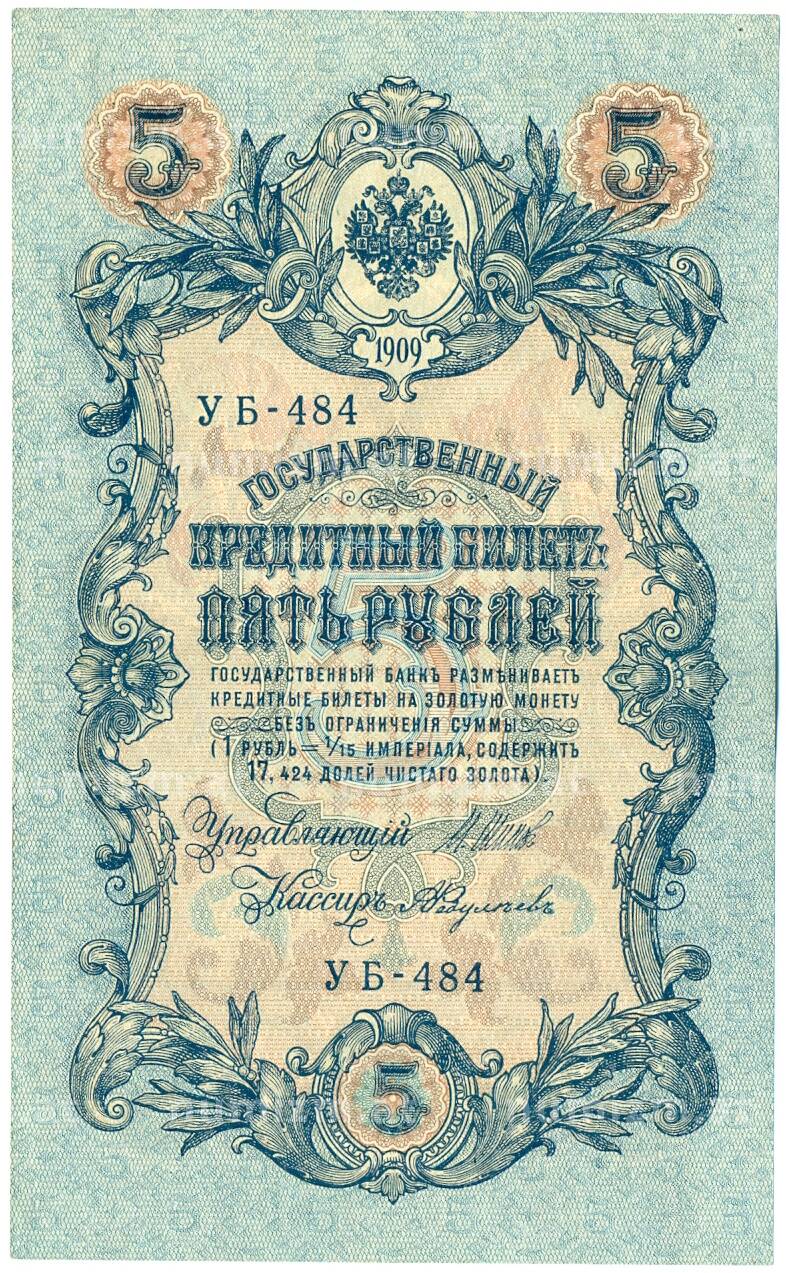 5 5
1909
УБ-484
ГОСУДАРСТВЕННЫЙ
КРЕДИТНЫЙ БИЛЕТЪ
ПЯТЬ РУБЛЕЙ
ГОСУДАРСТВЕННЫЙ БАНКЪ РАЗМѢНИВАЕТЪ
КРЕДИТНЫЕ БИЛЕТЫ НА ЗОЛОТУЮ МОНЕТУ
БЕЗЪ ОГРАНИЧЕНІЯ СУММЫ
(1 РУБЛЬ = 1/15 ИМПЕРІАЛА, СОДЕРЖИТЪ
17,424 ДОЛЕЙ ЧИСТАГО ЗОЛОТА).
Управляющій
Кассиръ
УБ-484
5